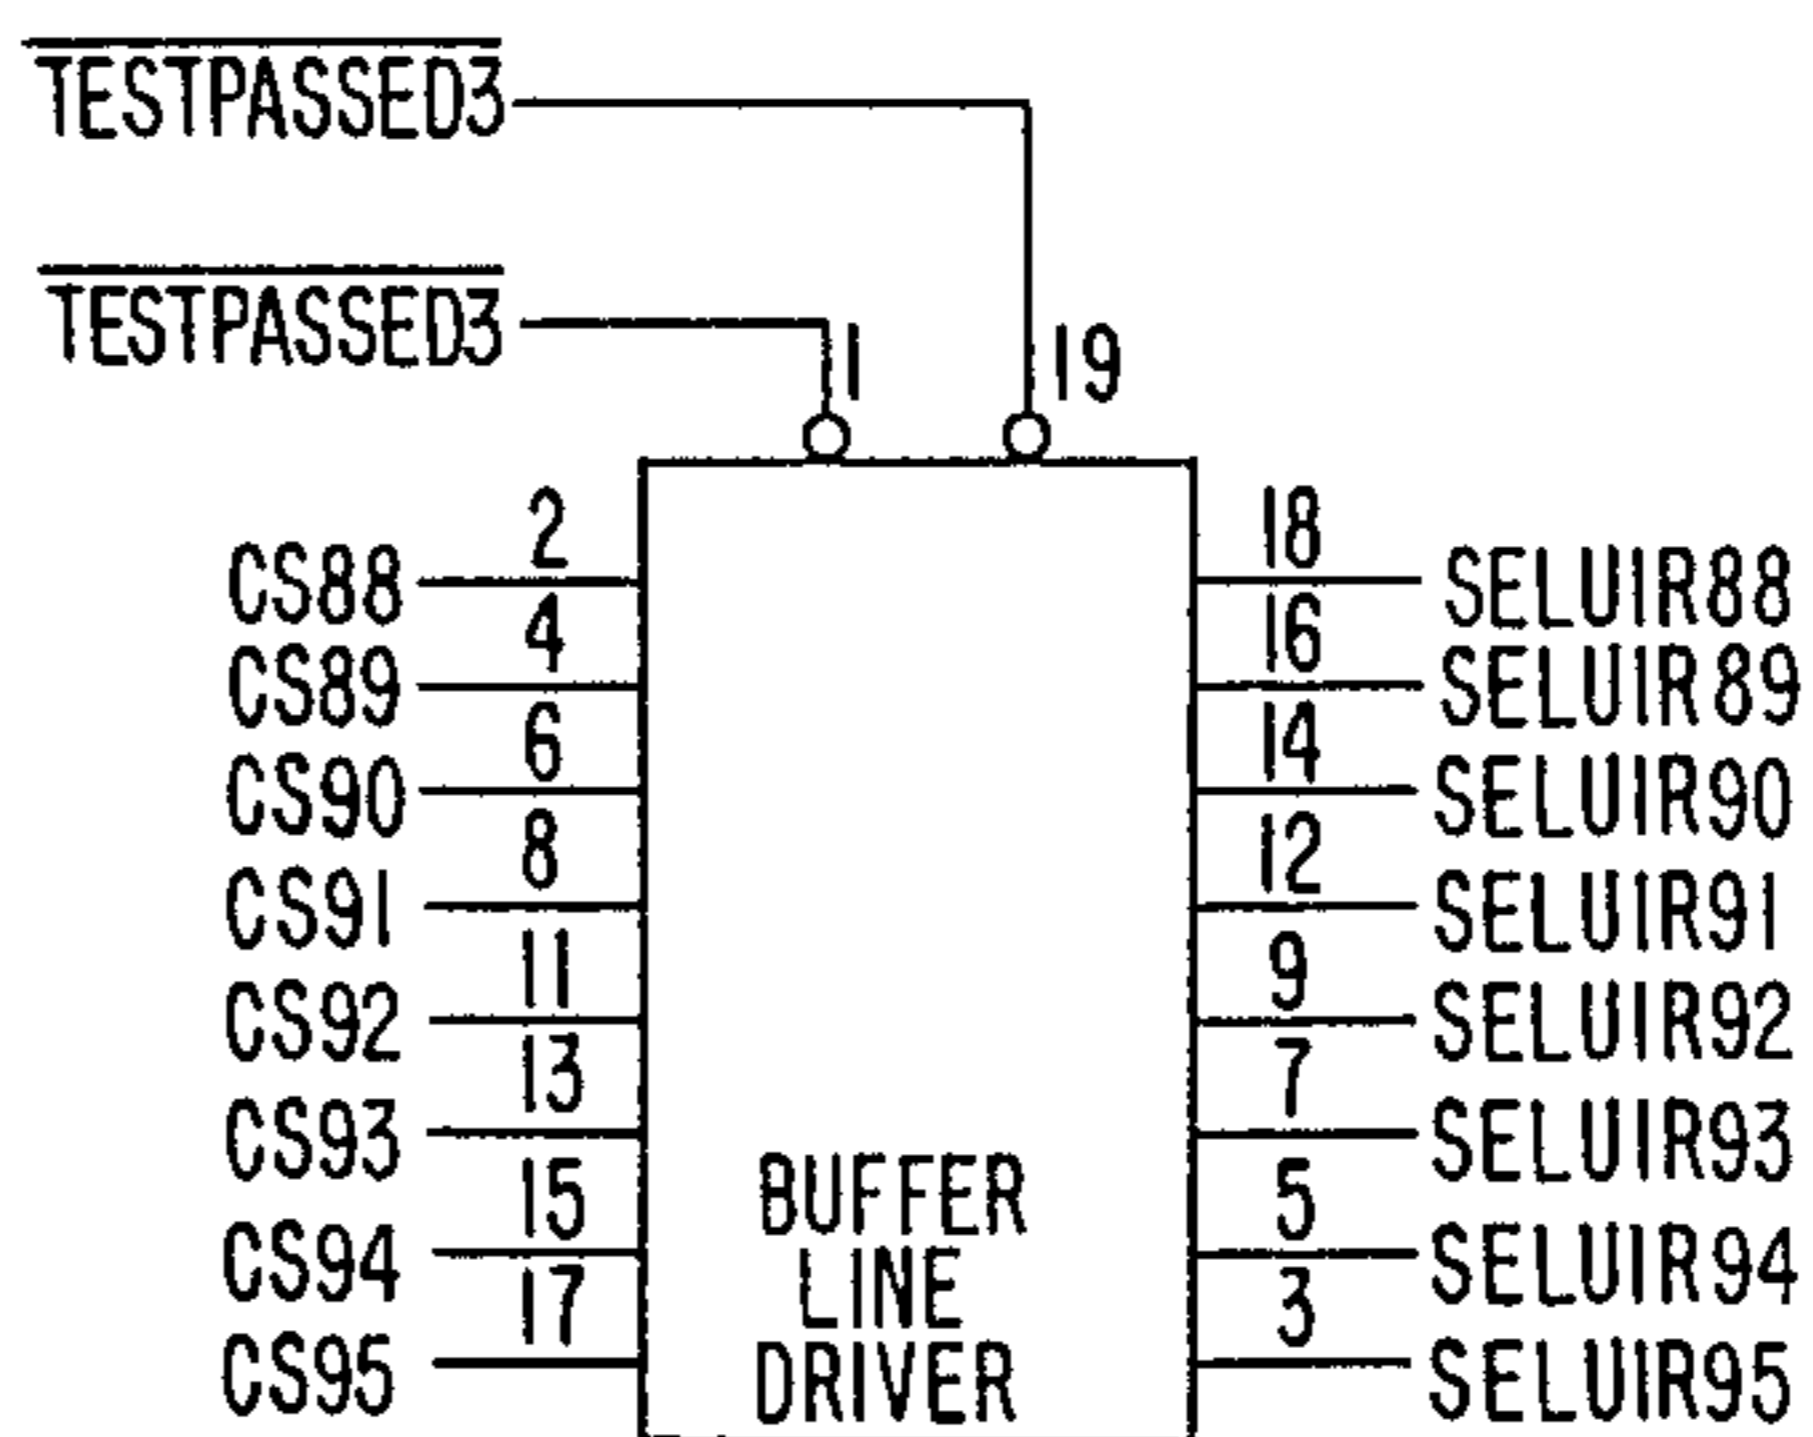 TESTPASSED3
TESTPASSED3
1 19
2 18
CS88 SELUIR88
4 16
CS89 SELUIR89
6 14
CS90 SELUIR90
8 12
CS91 SELUIR91
11 9
CS92 SELUIR92
13 7
CS93 SELUIR93
15 5
CS94 SELUIR94
17 3
CS95 SELUIR95
BUFFER
LINE
DRIVER